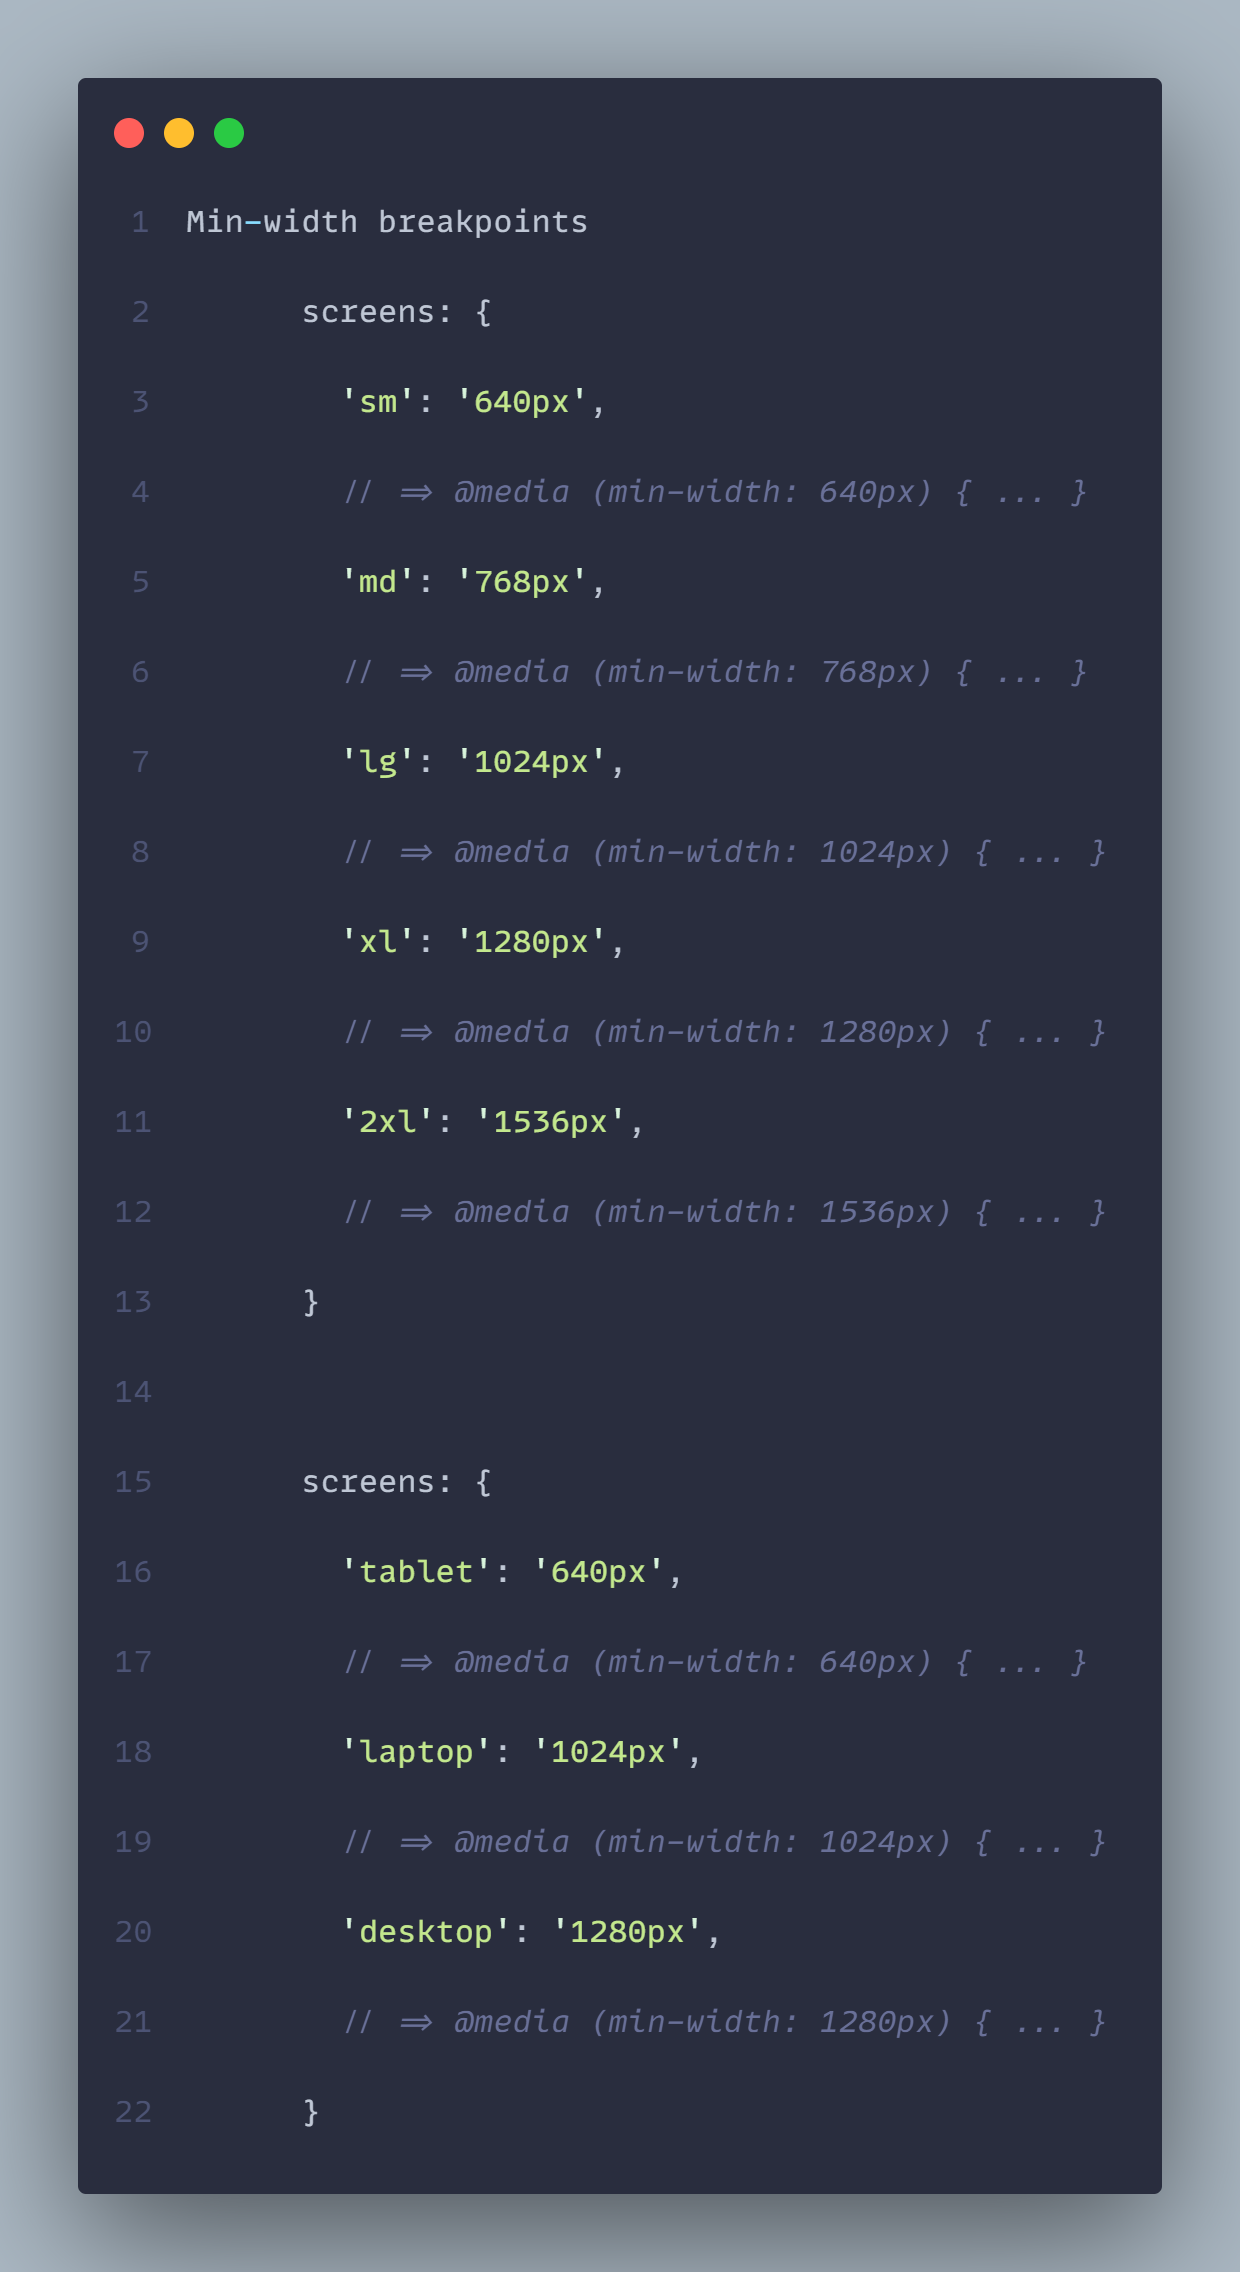 1 Min-width breakpoints
2 screens: {
3 'sm': '640px',
4 // => @media (min-width: 640px) { ... }
5 'md': '768px',
6 // => @media (min-width: 768px) { ... }
7 'lg': '1024px',
8 // => @media (min-width: 1024px) { ... }
9 'xl': '1280px',
10 // => @media (min-width: 1280px) { ... }
11 '2xl': '1536px',
12 // => @media (min-width: 1536px) { ... }
13 }
14
15 screens: {
16 'tablet': '640px',
17 // => @media (min-width: 640px) { ... }
18 'laptop': '1024px',
19 // => @media (min-width: 1024px) { ... }
20 'desktop': '1280px',
21 // => @media (min-width: 1280px) { ... }
22 }